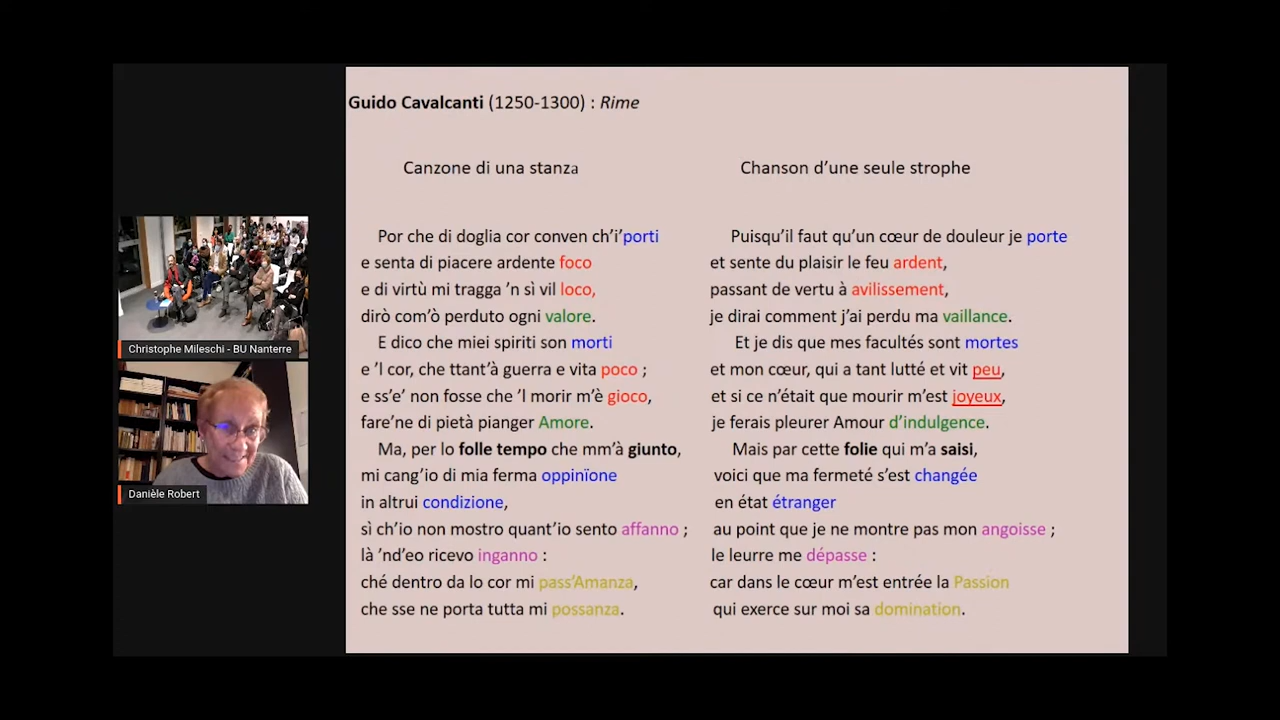 Guido Cavalcanti (1250-1300) : Rime
Canzone di una stanza
Por che di doglia cor conven ch’i’porti
e senta di piacere ardente foco
e di virtù mi tragga ’n sì vil loco,
dirò com’ò perduto ogni valore.
E dico che miei spiriti son morti
e ’l cor, che ttant’à guerra e vita poco ;
e ss’e’ non fosse che ’l morir m’è gioco,
fare’ne di pietà pianger Amore.
Ma, per lo folle tempo che mm’à giunto,
mi cang’io di mia ferma oppinïone
in altrui condizione,
sì ch’io non mostro quant’io sento affanno ;
là ’nd’eo ricevo inganno :
ché dentro da lo cor mi pass’Amanza,
che sse ne porta tutta mi possanza.
Chanson d’une seule strophe
Puisqu’il faut qu’un cœur de douleur je porte
et sente du plaisir le feu ardent,
passant de vertu à avilissement,
je dirai comment j’ai perdu ma vaillance.
Et je dis que mes facultés sont mortes
et mon cœur, qui a tant lutté et vit peu,
et si ce n’était que mourir m’est joyeux,
je ferais pleurer Amour d’indulgence.
Mais par cette folie qui m’a saisi,
voici que ma fermeté s’est changée
en état étranger
au point que je ne montre pas mon angoisse ;
le leurre me dépasse :
car dans le cœur m’est entrée la Passion
qui exerce sur moi sa domination.
Christophe Mileschi - BU Nanterre
Danièle Robert